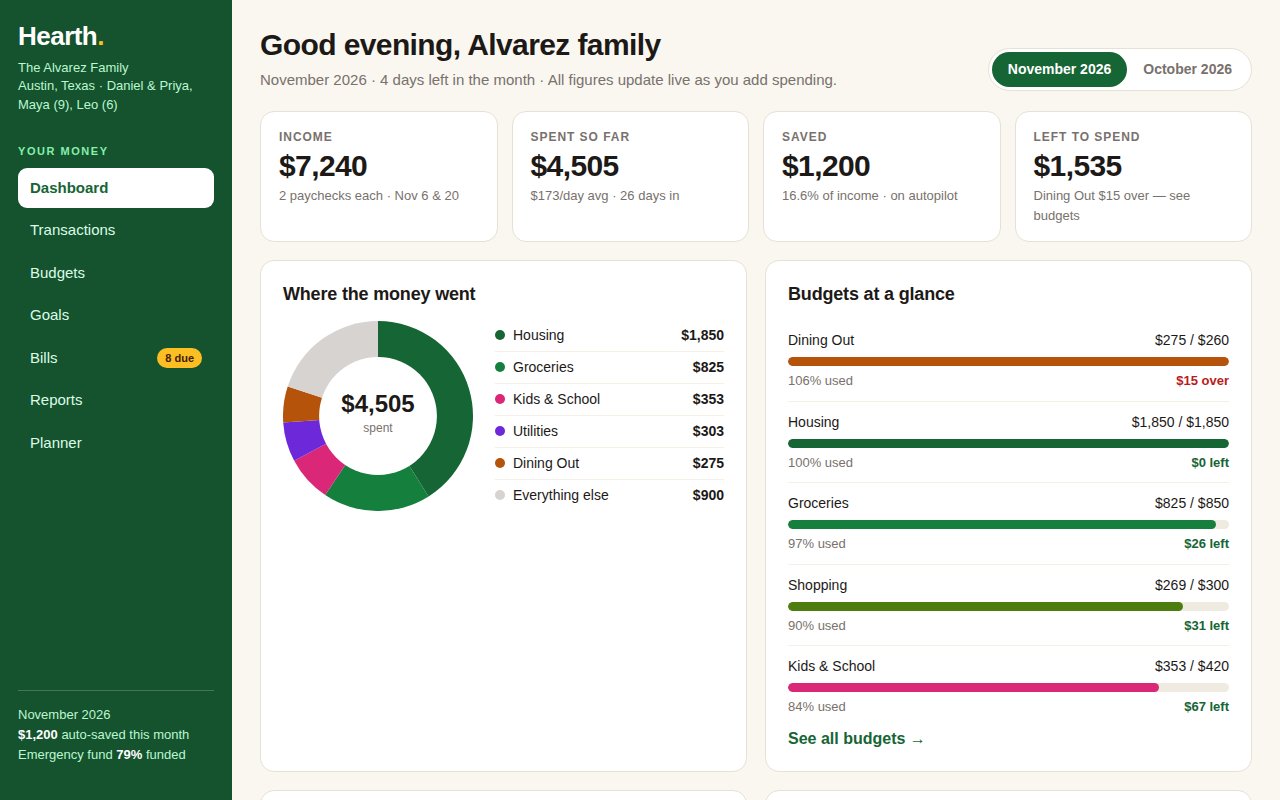 Hearth.
The Alvarez Family
Austin, Texas · Daniel & Priya,
Maya (9), Leo (6)
YOUR MONEY
Dashboard
Transactions
Budgets
Goals
Bills
8 due
Reports
Planner
November 2026
$1,200 auto-saved this month
Emergency fund 79% funded
Good evening, Alvarez family
November 2026 · 4 days left in the month · All figures update live as you add spending.
November 2026
October 2026
INCOME
$7,240
2 paychecks each · Nov 6 & 20
SPENT SO FAR
$4,505
$173/day avg · 26 days in
SAVED
$1,200
16.6% of income · on autopilot
LEFT TO SPEND
$1,535
Dining Out $15 over — see
budgets
Where the money went
$4,505
spent
Housing $1,850
Groceries $825
Kids & School $353
Utilities $303
Dining Out $275
Everything else $900
Budgets at a glance
Dining Out $275 / $260
106% used $15 over
Housing $1,850 / $1,850
100% used $0 left
Groceries $825 / $850
97% used $26 left
Shopping $269 / $300
90% used $31 left
Kids & School $353 / $420
84% used $67 left
See all budgets →